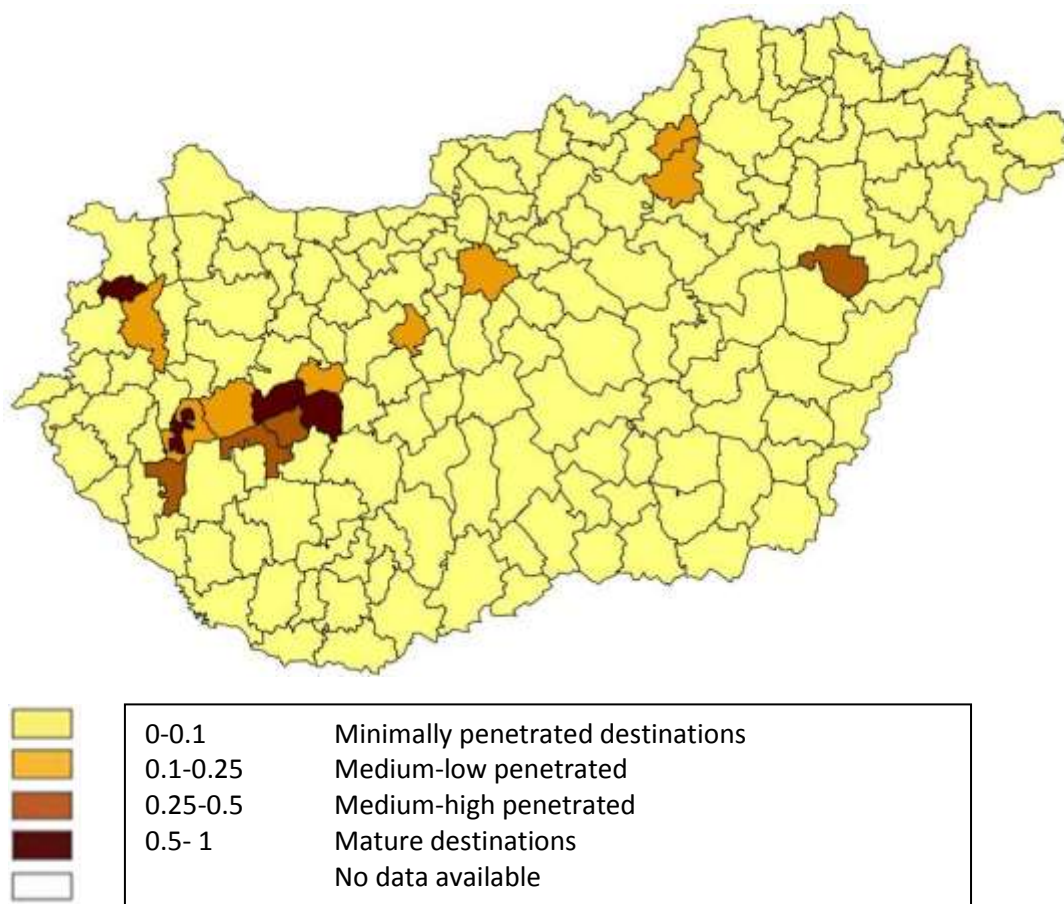 0-0.1 Minimally penetrated destinations
0.1-0.25 Medium-low penetrated
0.25-0.5 Medium-high penetrated
0.5- 1 Mature destinations
No data available